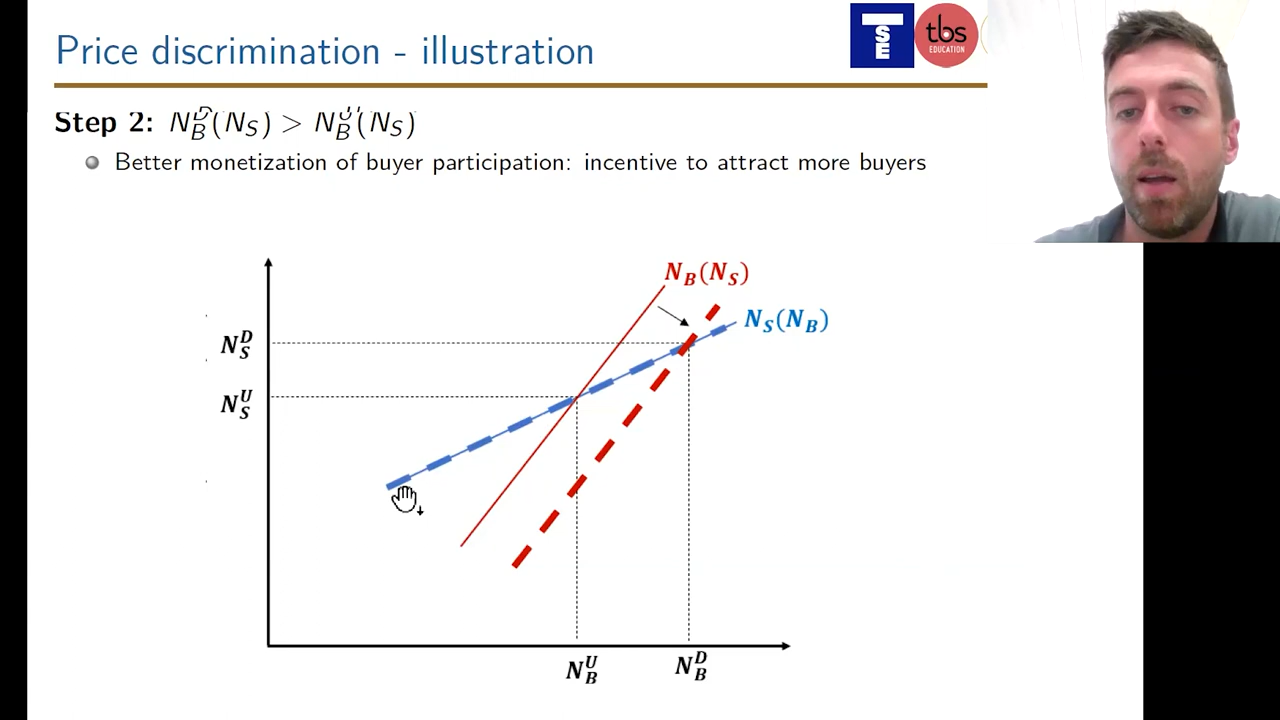 Price discrimination - illustration
TSE
tbs
EDUCATION
Step 2: N_B^D(N_S) > N_B^U(N_S)
Better monetization of buyer participation: incentive to attract more buyers
N_B(N_S)
N_S(N_B)
N_S^D
N_S^U
N_B^U
N_B^D